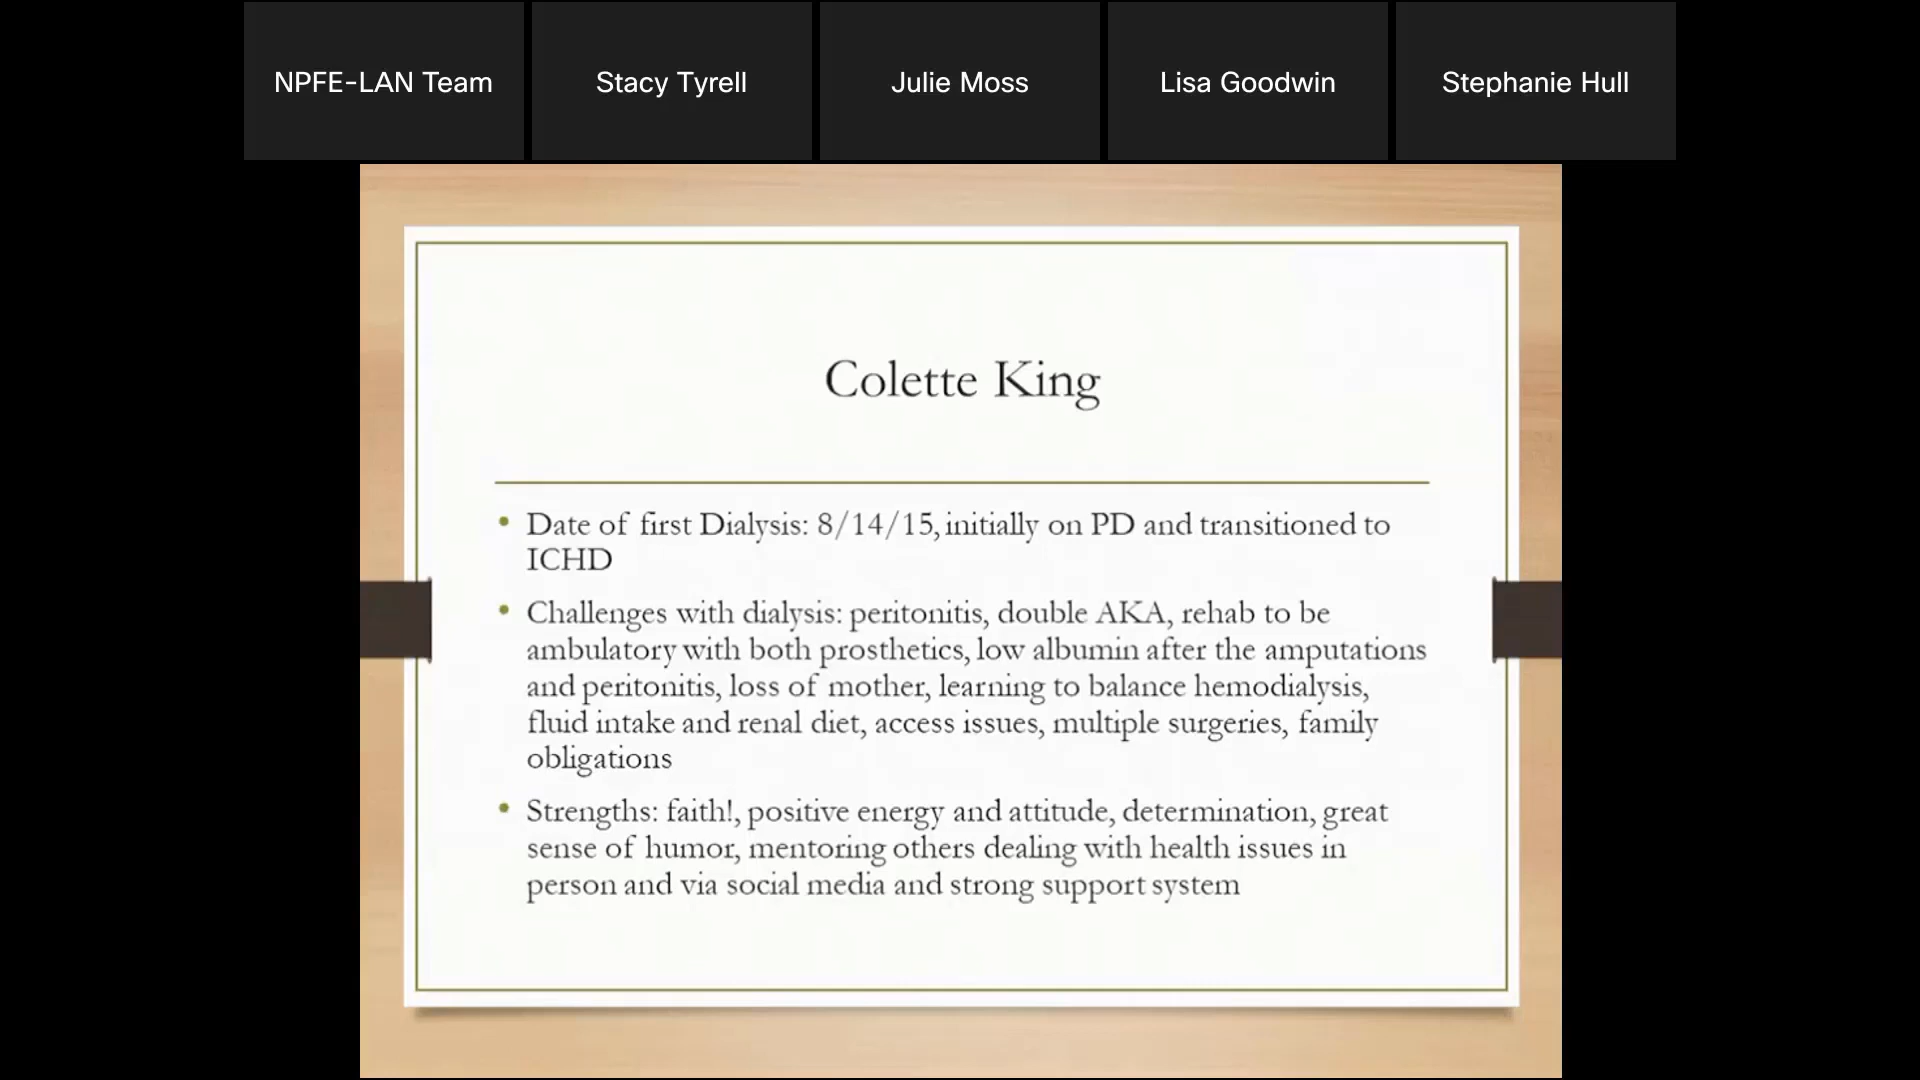 NPFE-LAN Team
Stacy Tyrell
Julie Moss
Lisa Goodwin
Stephanie Hull
Colette King
• Date of first Dialysis: 8/14/15, initially on PD and transitioned to
ICHD
• Challenges with dialysis: peritonitis, double AKA, rehab to be
ambulatory with both prosthetics, low albumin after the amputations
and peritonitis, loss of mother, learning to balance hemodialysis,
fluid intake and renal diet, access issues, multiple surgeries, family
obligations
• Strengths: faith!, positive energy and attitude, determination, great
sense of humor, mentoring others dealing with health issues in
person and via social media and strong support system